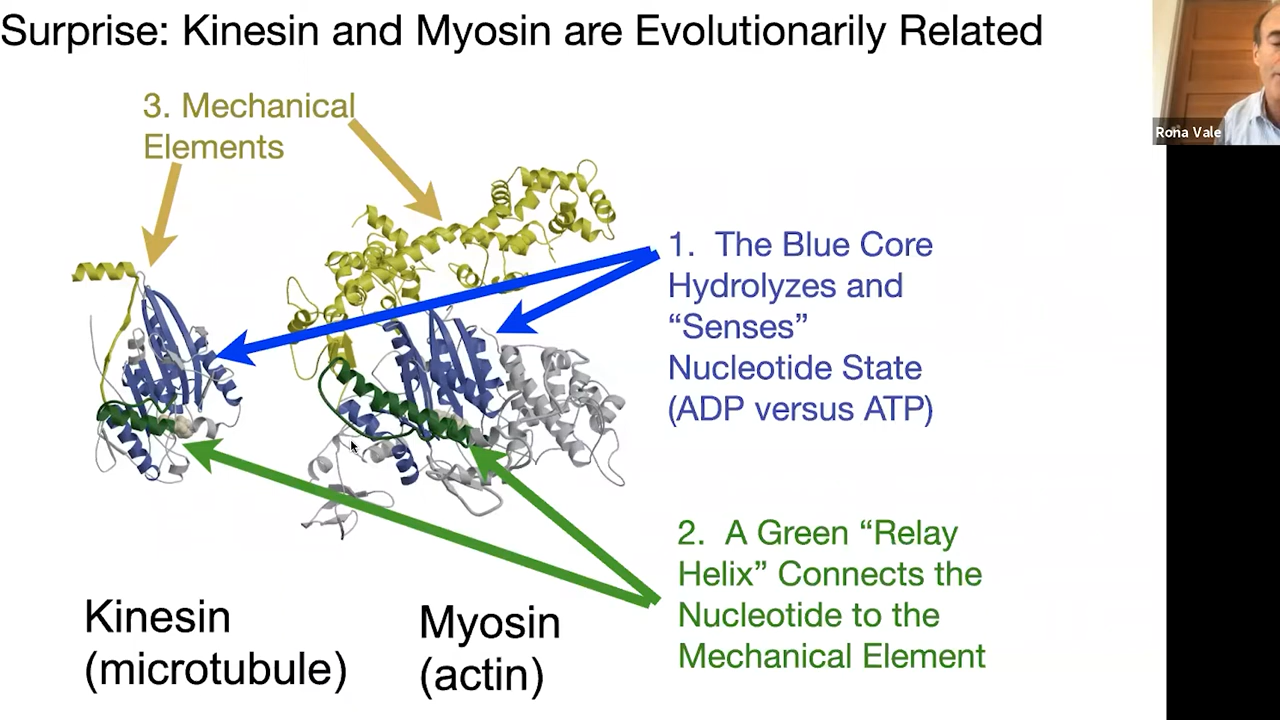 Surprise: Kinesin and Myosin are Evolutionarily Related
3. Mechanical
Elements
Rona Vale
1. The Blue Core
Hydrolyzes and
“Senses”
Nucleotide State
(ADP versus ATP)
2. A Green “Relay
Helix” Connects the
Nucleotide to the
Mechanical Element
Kinesin
(microtubule)
Myosin
(actin)